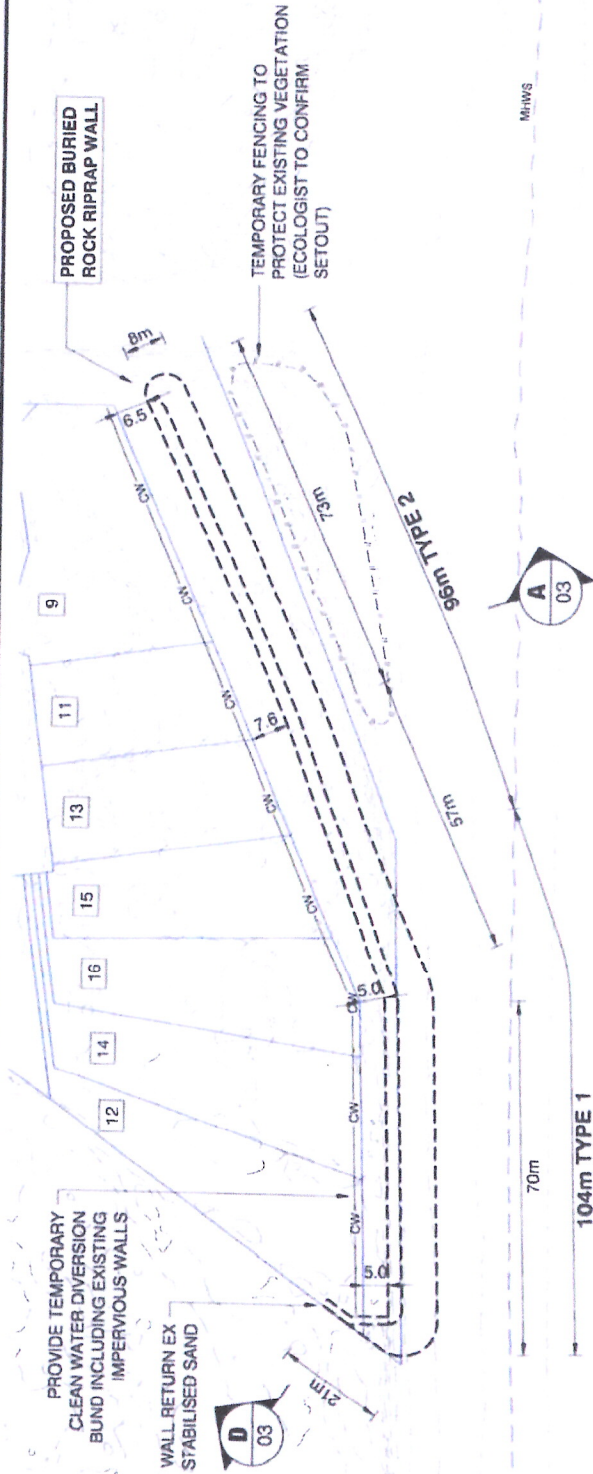 PROPOSED BURIED
ROCK RIPRAP WALL
TEMPORARY FENCING TO
PROTECT EXISTING VEGETATION
(ECOLOGIST TO CONFIRM
SETOUT)
PROVIDE TEMPORARY
CLEAN WATER DIVERSION
BUND INCLUDING EXISTING
IMPERVIOUS WALLS
WALL RETURN EX
STABILISED SAND
12
14
16
15
13
11
9
CW
CW
CW
CW
CW
CW
CW
CW
5.0
5.0
7.6
6.5
8m
21m
70m
57m
73m
104m TYPE 1
96m TYPE 2
MHWS
D
03
A
03